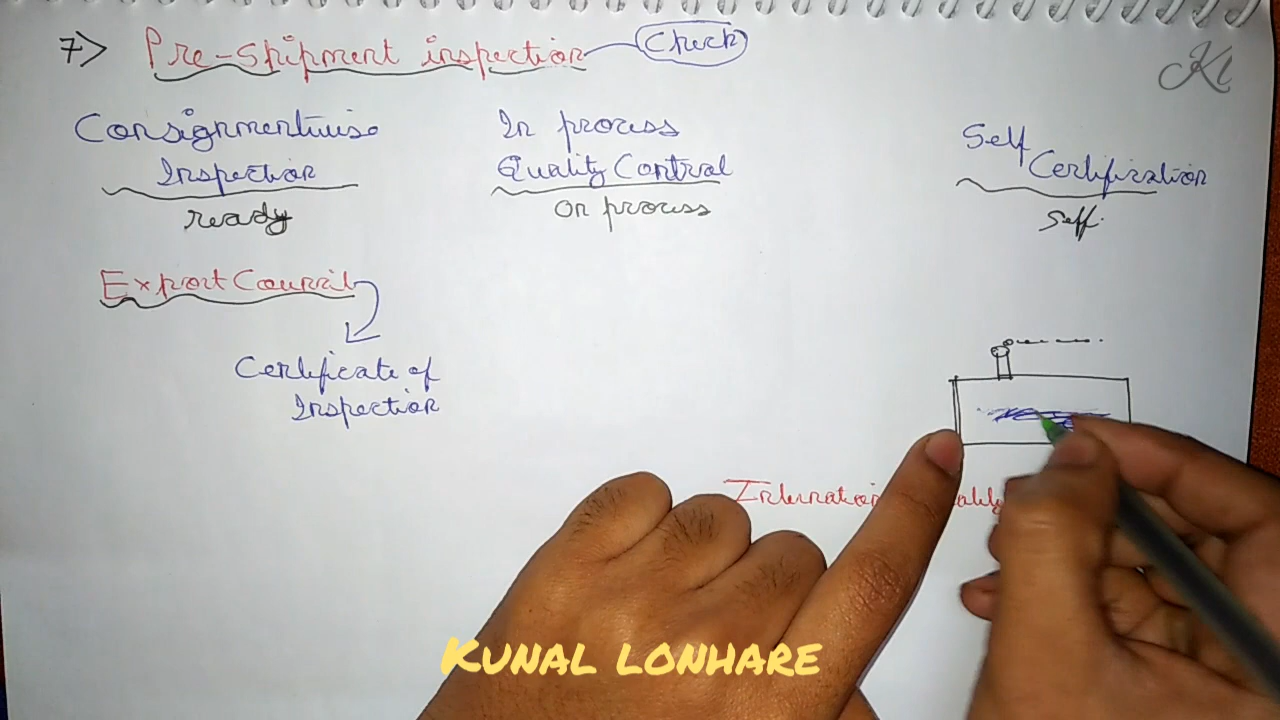 7> Pre-Shipment inspection
Check
Kl
Consignmentwise
Inspection
ready
In process
Quality Control
On process
Self
Certification
Self.
Export Council
Certificate of
Inspection
KUNAL LONHARE